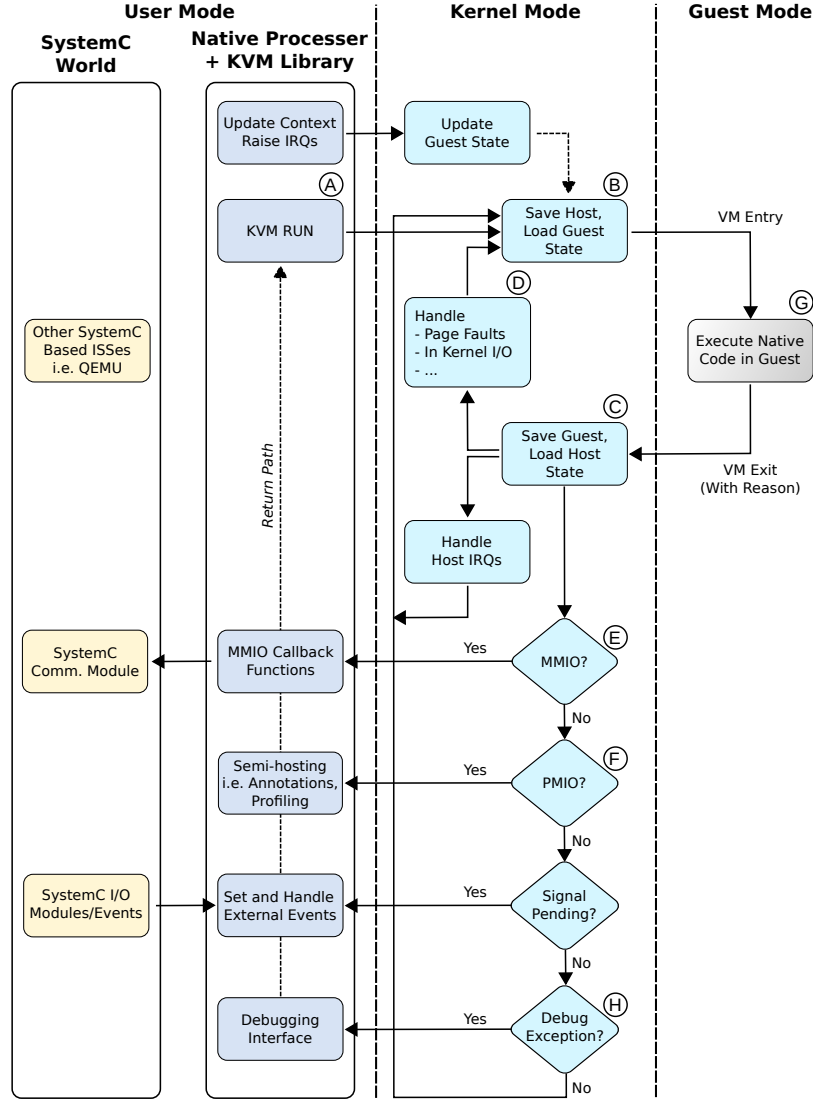 User Mode
Kernel Mode
Guest Mode
SystemC
World
Native Processer
+ KVM Library
Update Context
Raise IRQs
Update
Guest State
A
B
KVM RUN
Save Host,
Load Guest
State
VM Entry
D
G
Other SystemC
Based ISSes
i.e. QEMU
Handle
- Page Faults
- In Kernel I/O
- ...
Execute Native
Code in Guest
C
Return Path
Save Guest,
Load Host
State
VM Exit
(With Reason)
Handle
Host IRQs
E
SystemC
Comm. Module
MMIO Callback
Functions
Yes
MMIO?
No
F
Semi-hosting
i.e. Annotations,
Profiling
Yes
PMIO?
No
SystemC I/O
Modules/Events
Set and Handle
External Events
Yes
Signal
Pending?
No
H
Debugging
Interface
Yes
Debug
Exception?
No